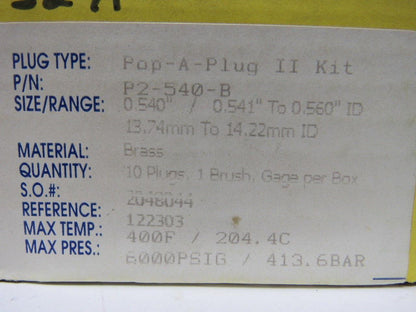 PLUG TYPE: Pop-A-Plug II Kit
P/N: P2-540-B
SIZE/RANGE: 0.540" / 0.541" To 0.560" ID
13.74mm To 14.22mm ID
MATERIAL: Brass
QUANTITY: 10 Plugs, 1 Brush, Gage per Box
S.O.#: 2048044
REFERENCE: 122303
MAX TEMP.: 400F / 204.4C
MAX PRES.: 6000PSIG / 413.6BAR